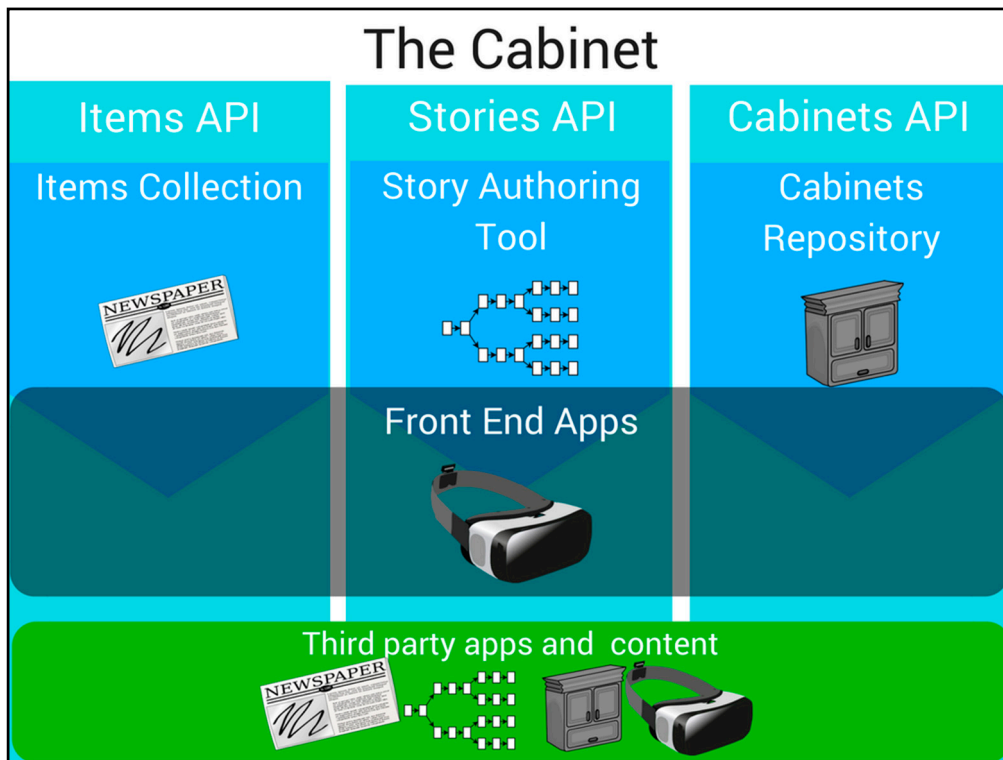 The Cabinet
Items API
Stories API
Cabinets API
Items Collection
Story Authoring
Tool
Cabinets
Repository
NEWSPAPER
Front End Apps
Third party apps and content
NEWSPAPER